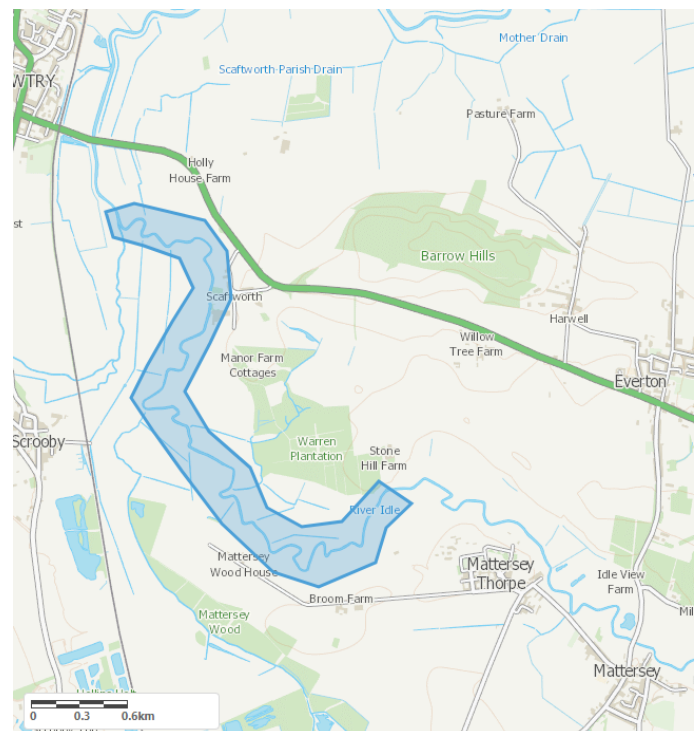 Mother Drain
Scaftworth Parish Drain
WTRY
Pasture Farm
Holly
House Farm
st
Barrow Hills
Scaftworth
Harwell
Willow
Tree Farm
Manor Farm
Cottages
Everton
Scrooby
Warren
Plantation
Stone
Hill Farm
River Idle
Mattersey
Wood House
Mattersey
Thorpe
Idle View
Farm
Broom Farm
Mattersey
Wood
Mil
Mattersey
0 0.3 0.6km